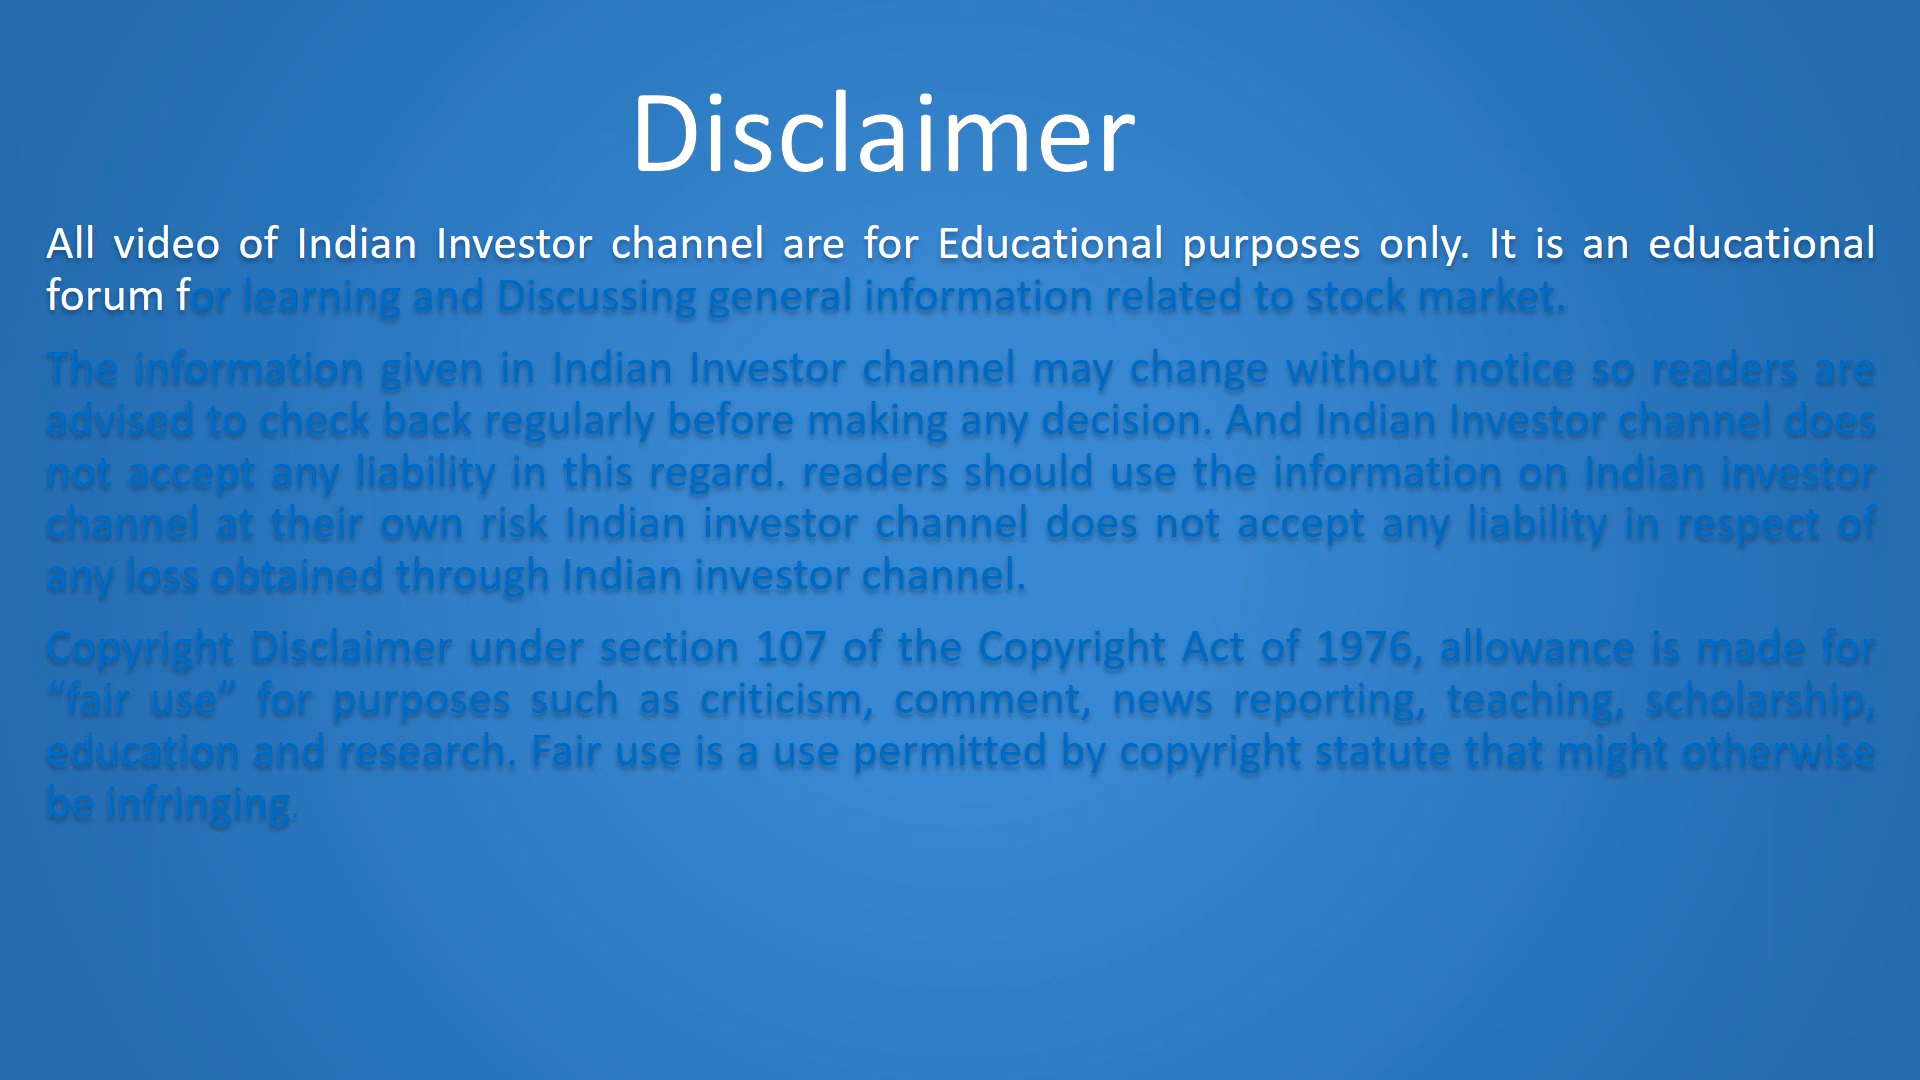 Disclaimer
All video of Indian Investor channel are for Educational purposes only. It is an educational
forum for learning and Discussing general information related to stock market.
The information given in Indian Investor channel may change without notice so readers are
advised to check back regularly before making any decision. And Indian Investor channel does
not accept any liability in this regard. readers should use the information on Indian investor
channel at their own risk Indian investor channel does not accept any liability in respect of
any loss obtained through Indian investor channel.
Copyright Disclaimer under section 107 of the Copyright Act of 1976, allowance is made for
“fair use” for purposes such as criticism, comment, news reporting, teaching, scholarship,
education and research. Fair use is a use permitted by copyright statute that might otherwise
be infringing.